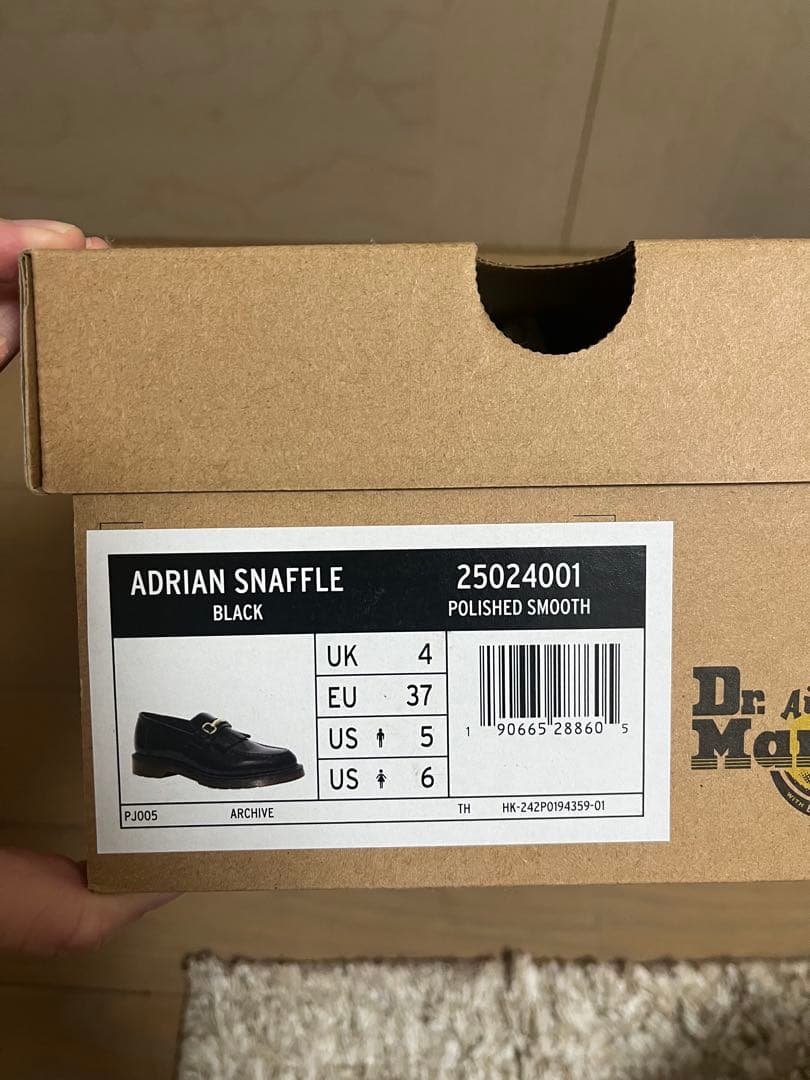 ADRIAN SNAFFLE
BLACK
25024001
POLISHED SMOOTH
UK 4
EU 37
US 5
US 6
1 90665 28860 5
PJ005 ARCHIVE TH HK-242P0194359-01
Dr.
WITH